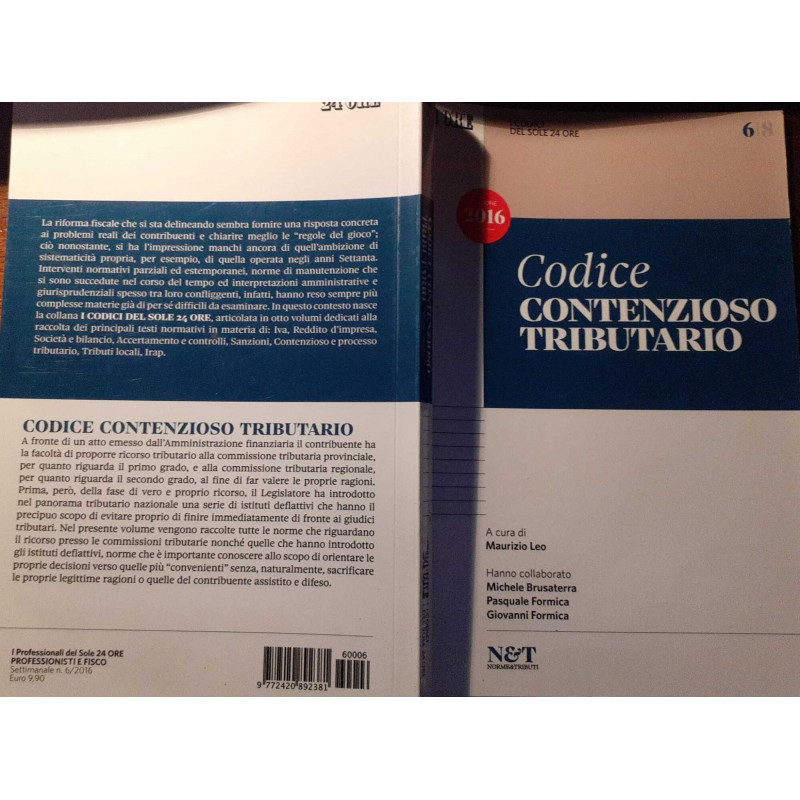 24 ORE
La riforma fiscale che si sta delineando sembra fornire una risposta concreta
ai problemi reali dei contribuenti e chiarire meglio le "regole del gioco";
ciò nonostante, si ha l'impressione manchi ancora di quell'ambizione di
sistematicità propria, per esempio, di quella operata negli anni Settanta.
Interventi normativi parziali ed estemporanei, norme di manutenzione che
si sono succedute nel corso del tempo ed interpretazioni amministrative e
giurisprudenziali spesso tra loro confliggenti, infatti, hanno reso sempre più
complesse materie già di per sé difficili da esaminare. In questo contesto nasce
la collana I CODICI DEL SOLE 24 ORE, articolata in otto volumi dedicati alla
raccolta dei principali testi normativi in materia di: Iva, Reddito d'impresa,
Società e bilancio, Accertamento e controlli, Sanzioni, Contenzioso e processo
tributario, Tributi locali, Irap.
CODICE CONTENZIOSO TRIBUTARIO
A fronte di un atto emesso dall'Amministrazione finanziaria il contribuente ha
la facoltà di proporre ricorso tributario alla commissione tributaria provinciale,
per quanto riguarda il primo grado, e alla commissione tributaria regionale,
per quanto riguarda il secondo grado, al fine di far valere le proprie ragioni.
Prima, però, della fase di vero e proprio ricorso, il Legislatore ha introdotto
nel panorama tributario nazionale una serie di istituti deflattivi che hanno il
precipuo scopo di evitare proprio di finire immediatamente di fronte ai giudici
tributari. Nel presente volume vengono raccolte tutte le norme che riguardano
il ricorso presso le commissioni tributarie nonché quelle che hanno introdotto
gli istituti deflattivi, norme che è importante conoscere allo scopo di orientare le
proprie decisioni verso quelle più "convenienti" senza, naturalmente, sacrificare
le proprie legittime ragioni o quelle del contribuente assistito e difeso.
I Professionali del Sole 24 ORE
PROFESSIONISTI E FISCO
Settimanale n. 6/2016
Euro 9,90
60006
9 772420 892381
ORE
I CODICI
DEL SOLE 24 ORE
6|8
2016
Codice
CONTENZIOSO
TRIBUTARIO
A cura di
Maurizio Leo
Hanno collaborato
Michele Brusaterra
Pasquale Formica
Giovanni Formica
N&T
NORME&TRIBUTI